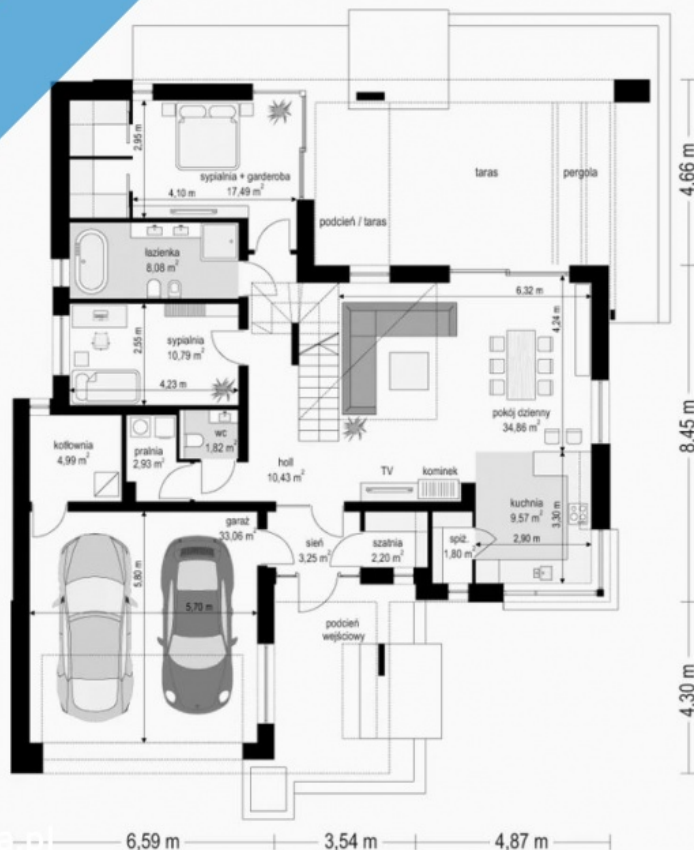 2,95 m
sypialnia + garderoba
17,49 m²
4,10 m
taras
pergola
4,66 m
podcień / taras
łazienka
8,08 m²
6,32 m
4,24 m
2,55 m
sypialnia
10,79 m²
4,23 m
pokój dzienny
34,86 m²
8,45 m
kotłownia
4,99 m²
pralnia
2,93 m²
wc
1,82 m²
holl
10,43 m²
TV
kominek
kuchnia
9,57 m²
3,30 m
2,90 m
garaż
33,06 m²
sień
3,25 m²
szatnia
2,20 m²
spiż.
1,80 m²
5,80 m
5,70 m
podcień
wejściowy
4,30 m
a.pl
6,59 m
3,54 m
4,87 m